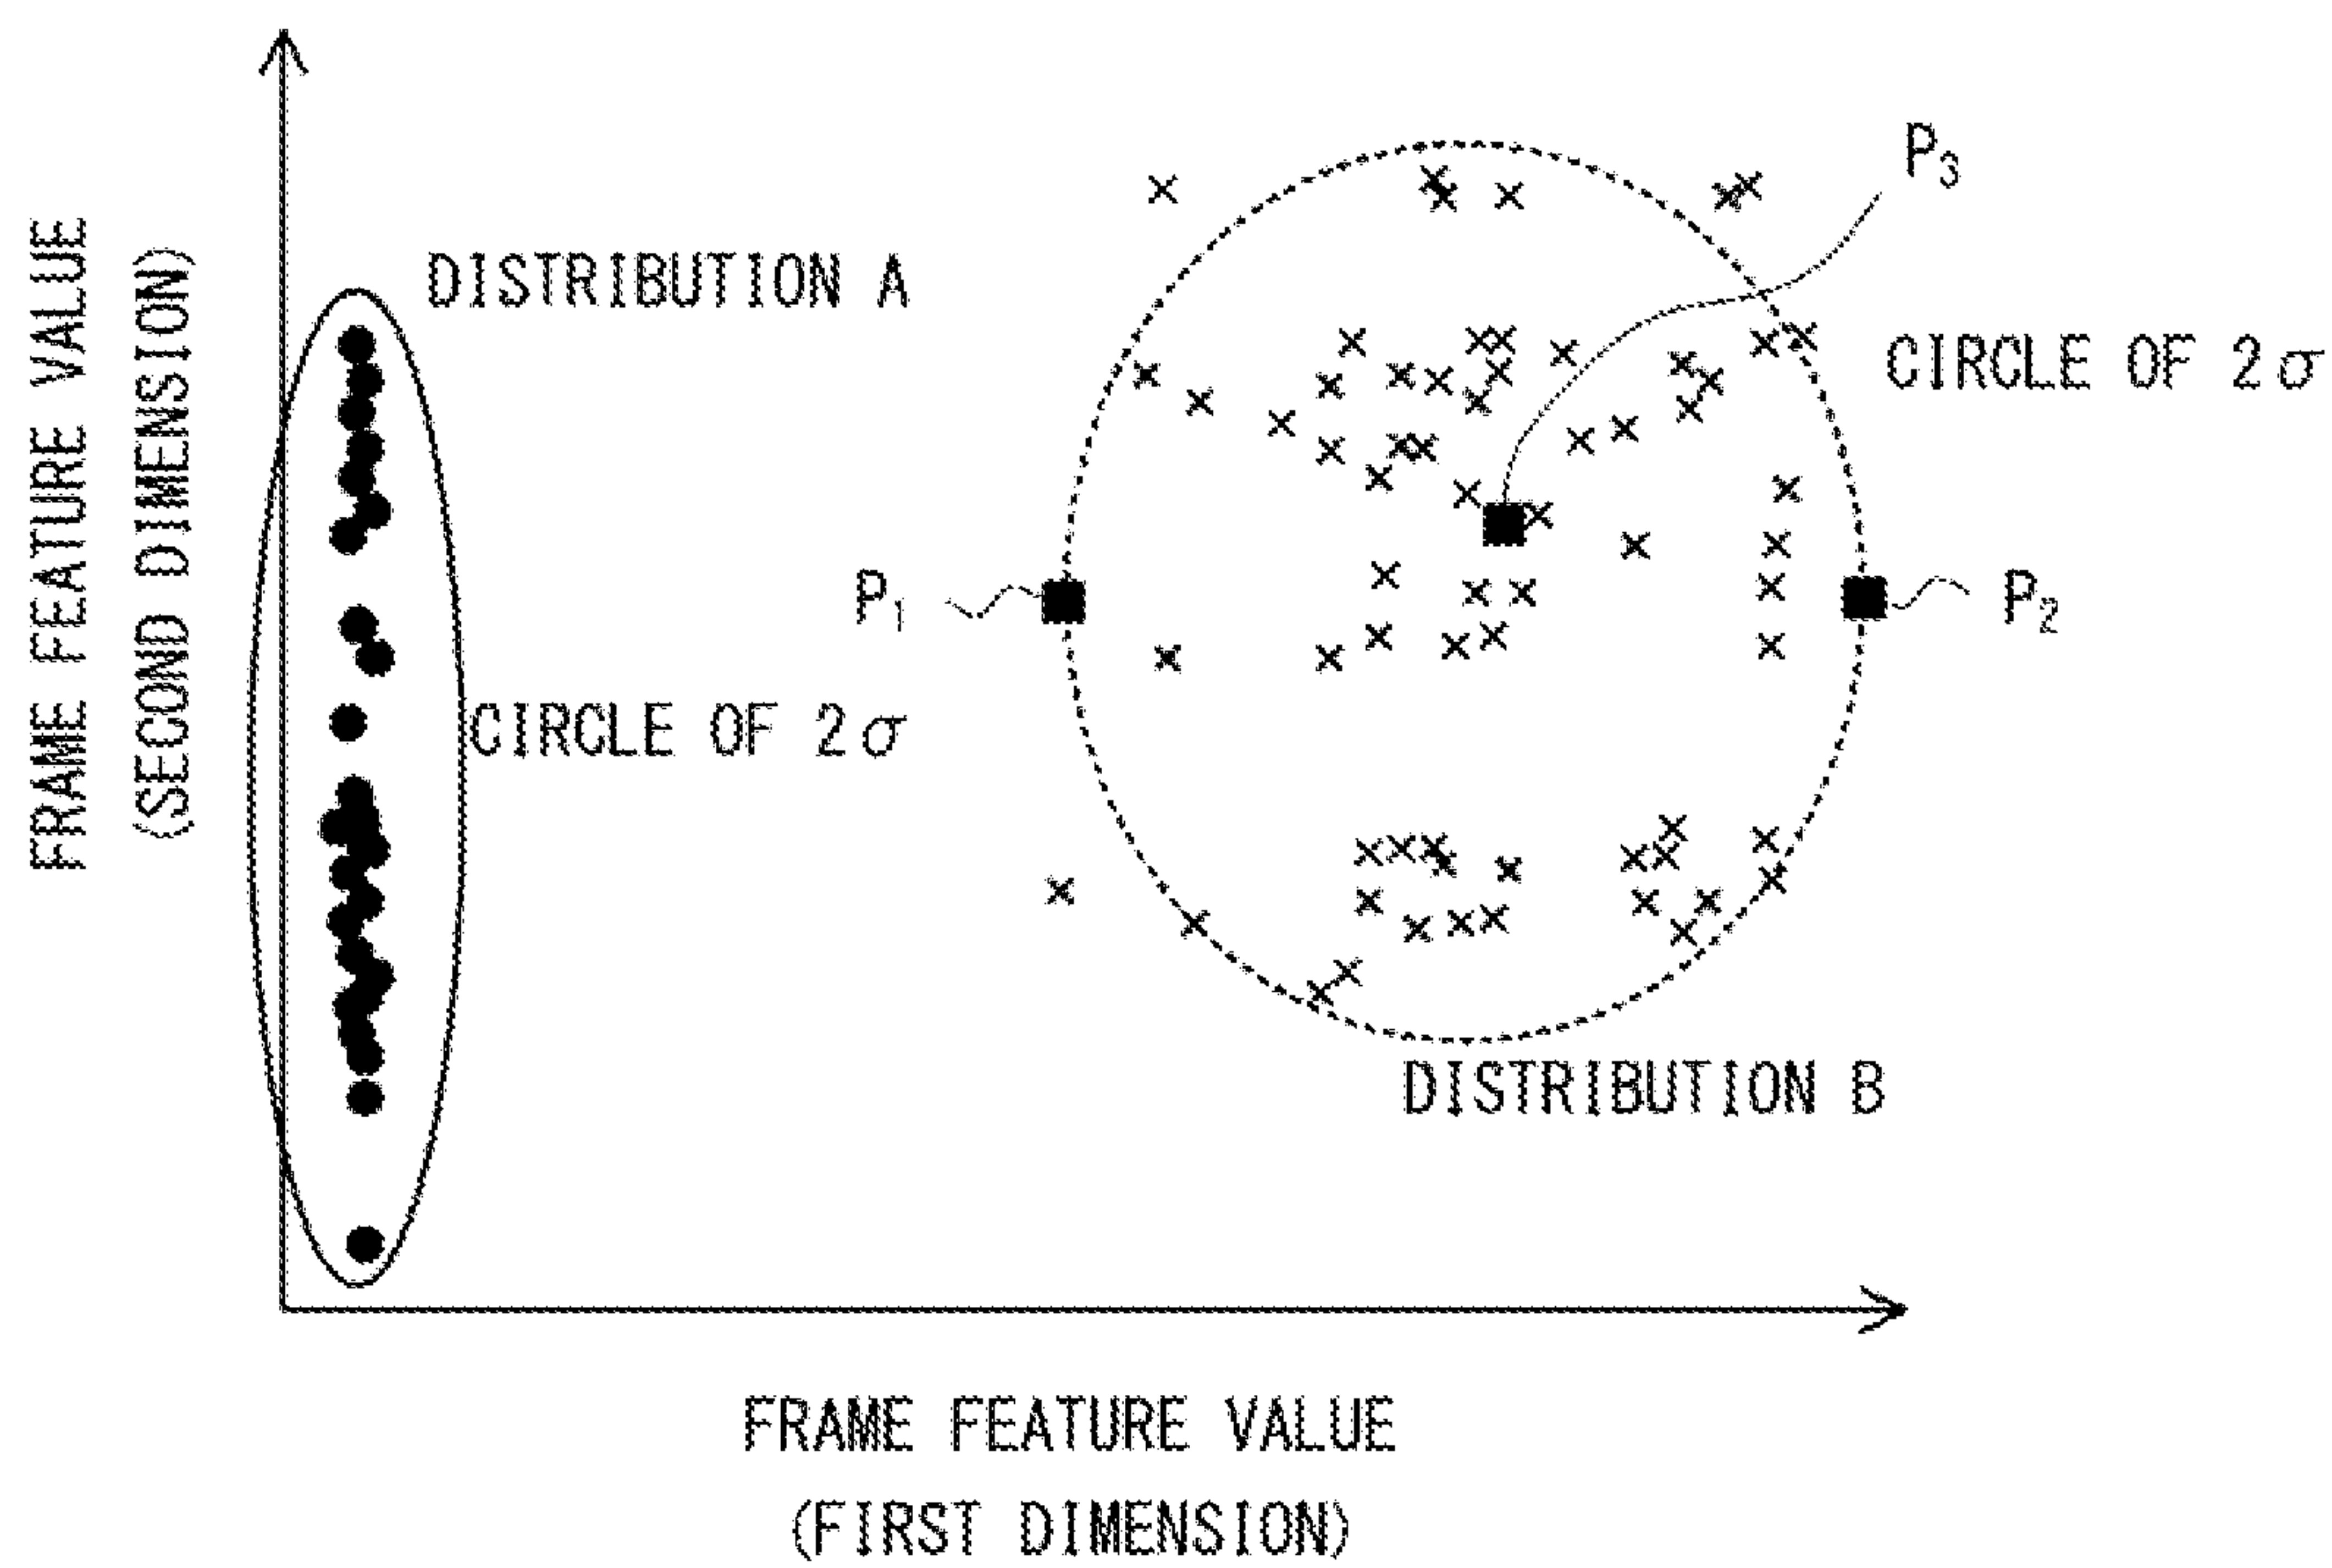 FRAME FEATURE VALUE
(SECOND DIMENSION)
DISTRIBUTION A
CIRCLE OF 2σ
P1
P3
CIRCLE OF 2σ
P2
DISTRIBUTION B
FRAME FEATURE VALUE
(FIRST DIMENSION)